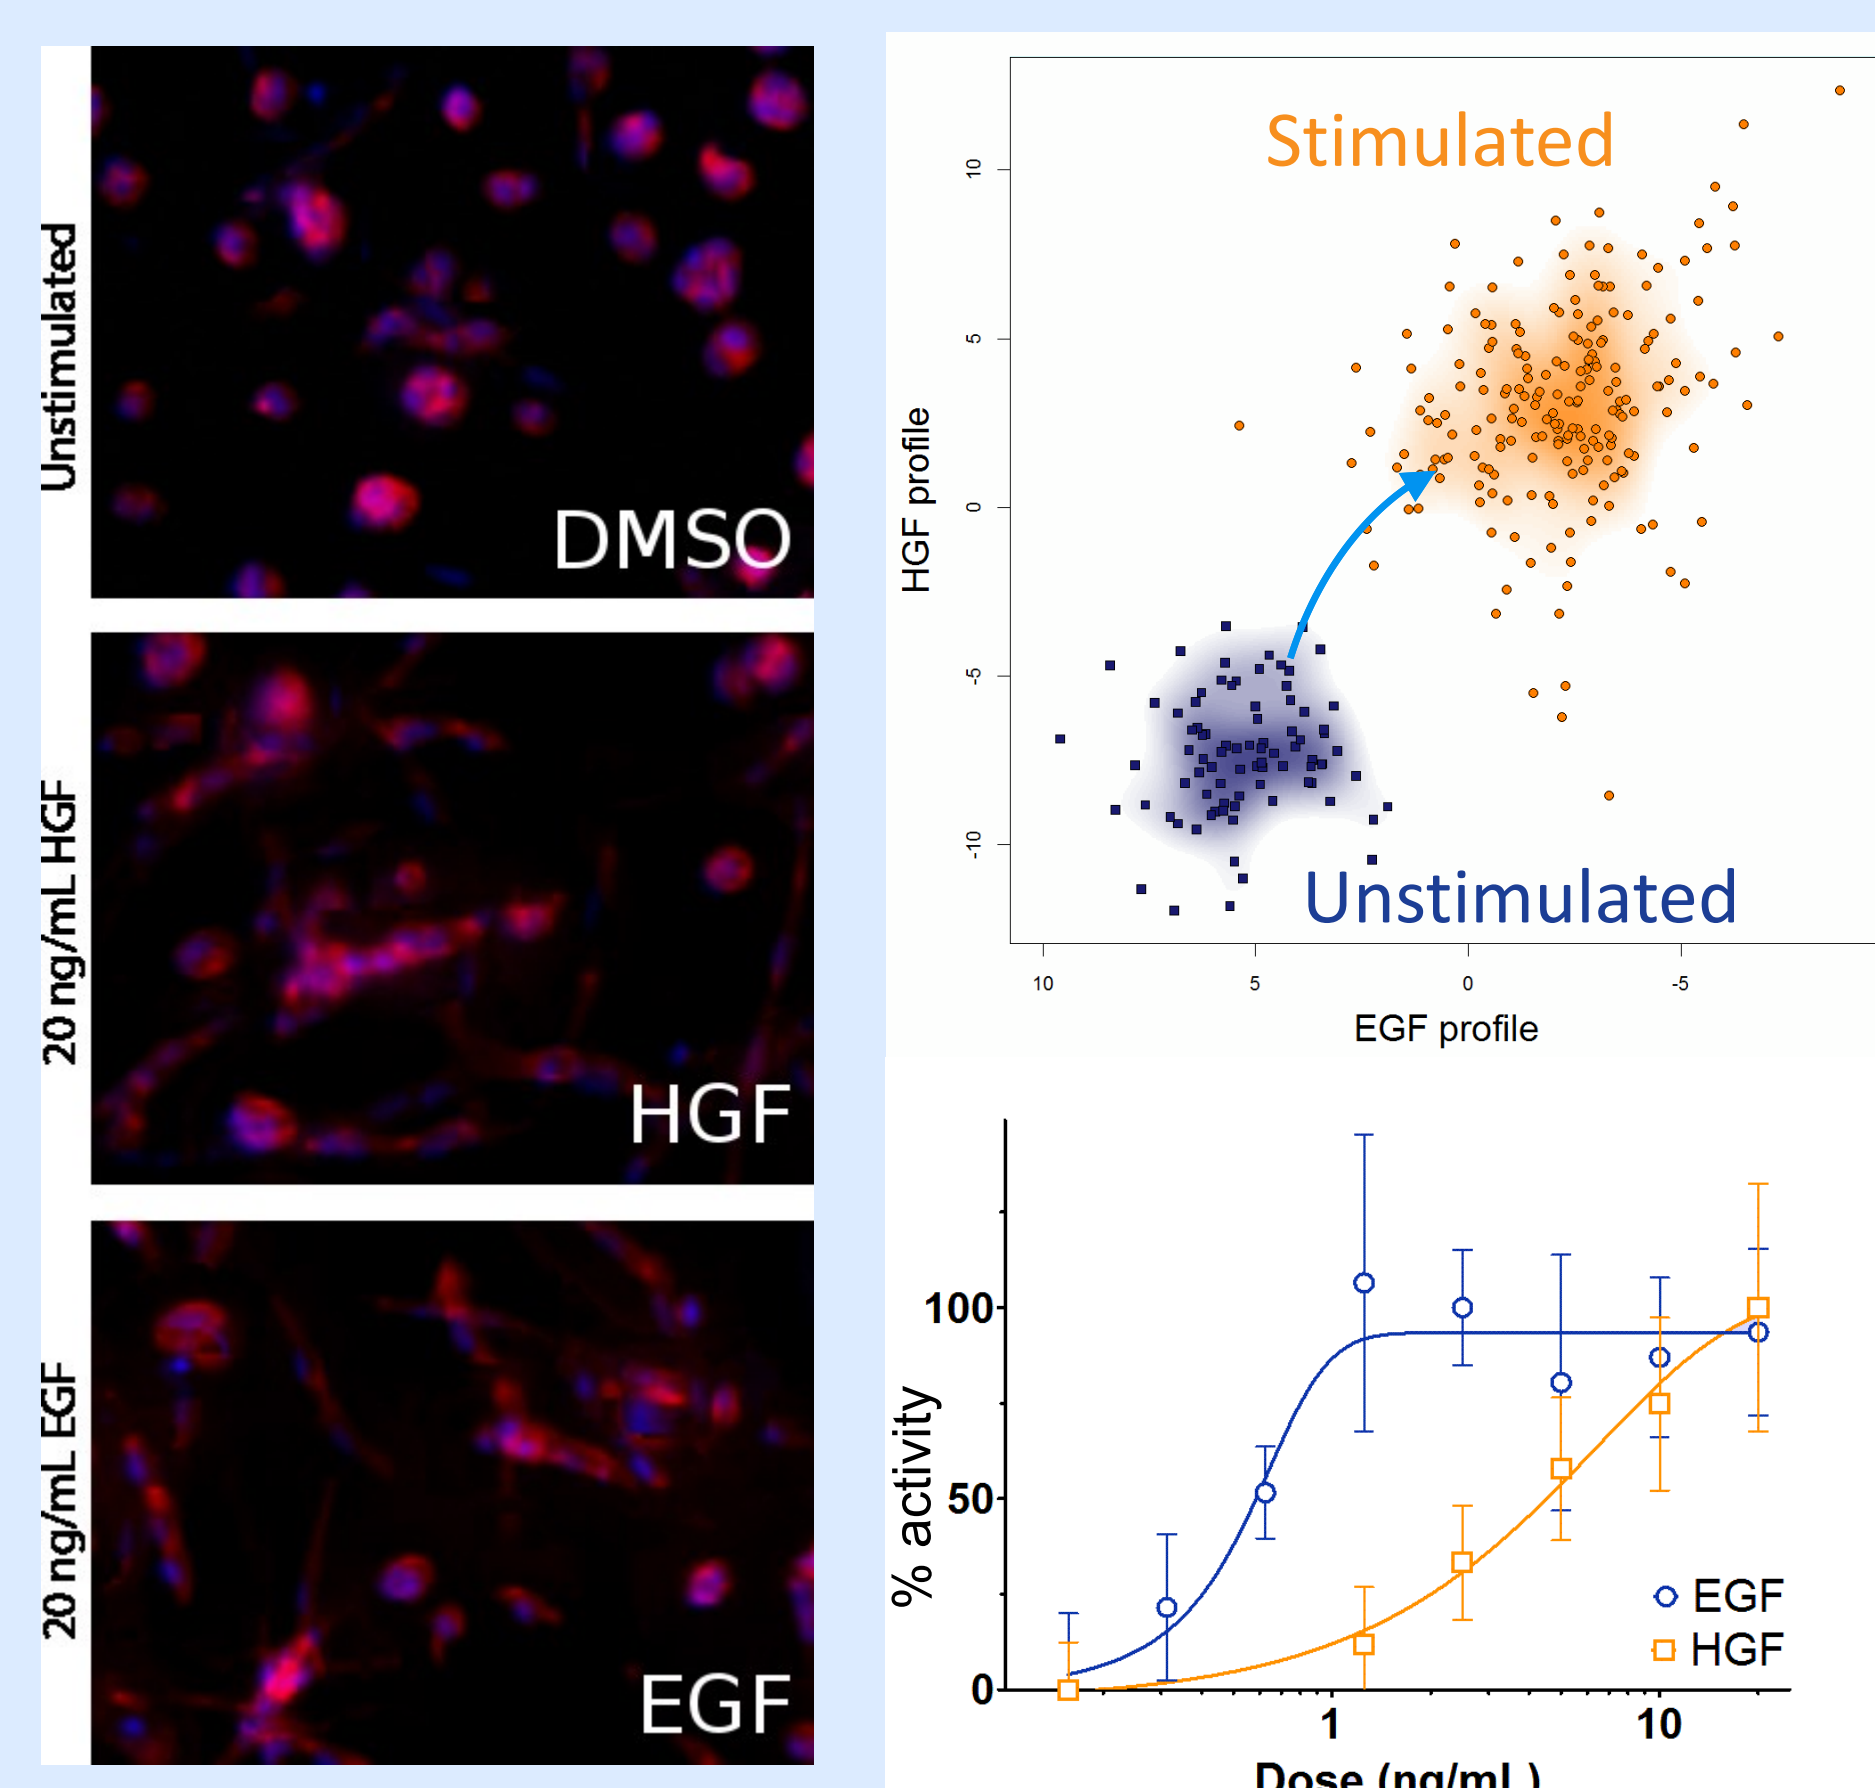 Unstimulated
DMSO
20 ng/mL HGF
HGF
20 ng/mL EGF
EGF
Stimulated
Unstimulated
HGF profile
10
5
0
-5
-10
10
5
0
-5
EGF profile
% activity
100
50
0
1
10
EGF
HGF
Dose (ng/mL)